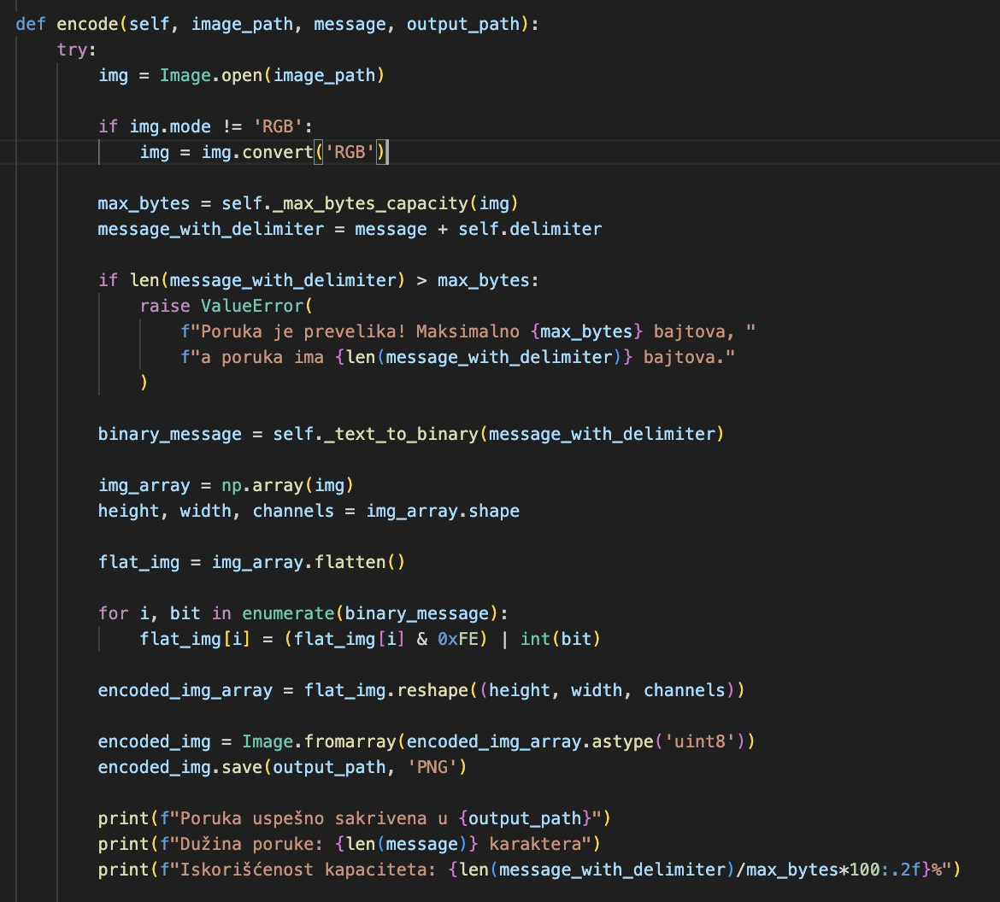 def encode(self, image_path, message, output_path):
    try:
        img = Image.open(image_path)

        if img.mode != 'RGB':
            img = img.convert('RGB')

        max_bytes = self._max_bytes_capacity(img)
        message_with_delimiter = message + self.delimiter

        if len(message_with_delimiter) > max_bytes:
            raise ValueError(
                f"Poruka je prevelika! Maksimalno {max_bytes} bajtova, "
                f"a poruka ima {len(message_with_delimiter)} bajtova."
            )

        binary_message = self._text_to_binary(message_with_delimiter)

        img_array = np.array(img)
        height, width, channels = img_array.shape

        flat_img = img_array.flatten()

        for i, bit in enumerate(binary_message):
            flat_img[i] = (flat_img[i] & 0xFE) | int(bit)

        encoded_img_array = flat_img.reshape((height, width, channels))

        encoded_img = Image.fromarray(encoded_img_array.astype('uint8'))
        encoded_img.save(output_path, 'PNG')

        print(f"Poruka uspešno sakrivena u {output_path}")
        print(f"Dužina poruke: {len(message)} karaktera")
        print(f"Iskorišćenost kapaciteta: {len(message_with_delimiter)/max_bytes*100:.2f}%")